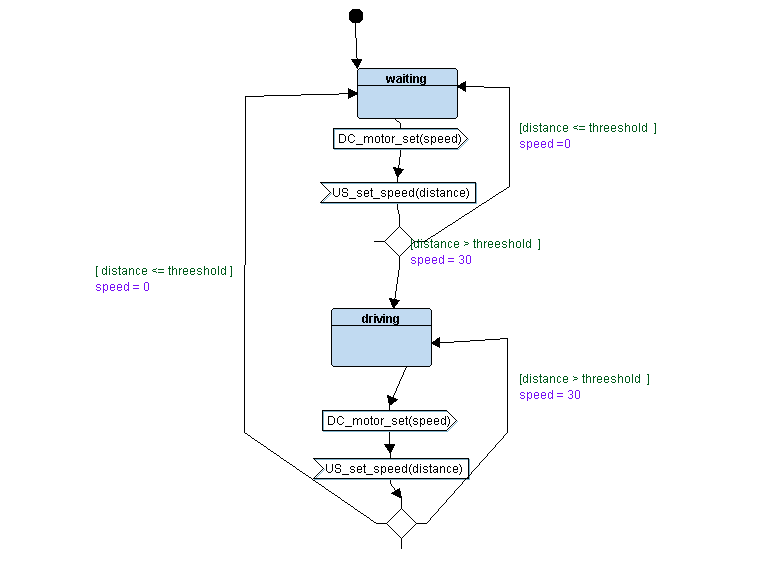 waiting
DC_motor_set(speed)
[distance <= threeshold ]
speed =0
US_set_speed(distance)
[distance > threeshold ]
speed = 30
[ distance <= threeshold ]
speed = 0
driving
[distance > threeshold ]
speed = 30
DC_motor_set(speed)
US_set_speed(distance)